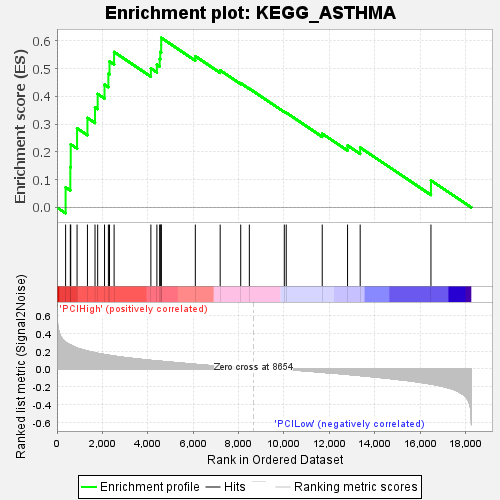 Enrichment plot: KEGG_ASTHMA
Enrichment score (ES)
0.6
0.5
0.4
0.3
0.2
0.1
0.0
'PCIHigh' (positively correlated)
Ranked list metric (Signal2Noise)
0.6
0.4
0.2
0.0
-0.2
-0.4
-0.6
Zero cross at 8654
'PCILow' (negatively correlated)
0 2,000 4,000 6,000 8,000 10,000 12,000 14,000 16,000 18,000
Rank in Ordered Dataset
Enrichment profile Hits Ranking metric scores